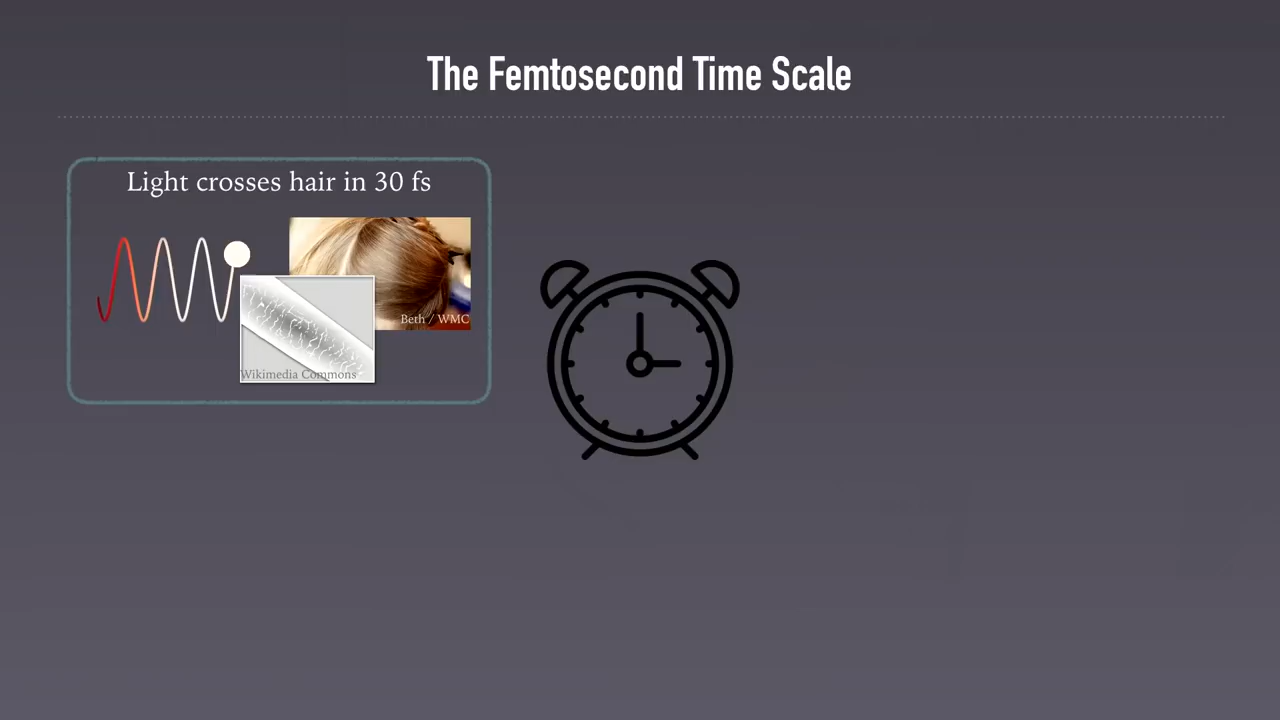 The Femtosecond Time Scale
Light crosses hair in 30 fs
Beth / WMC
Wikimedia Commons